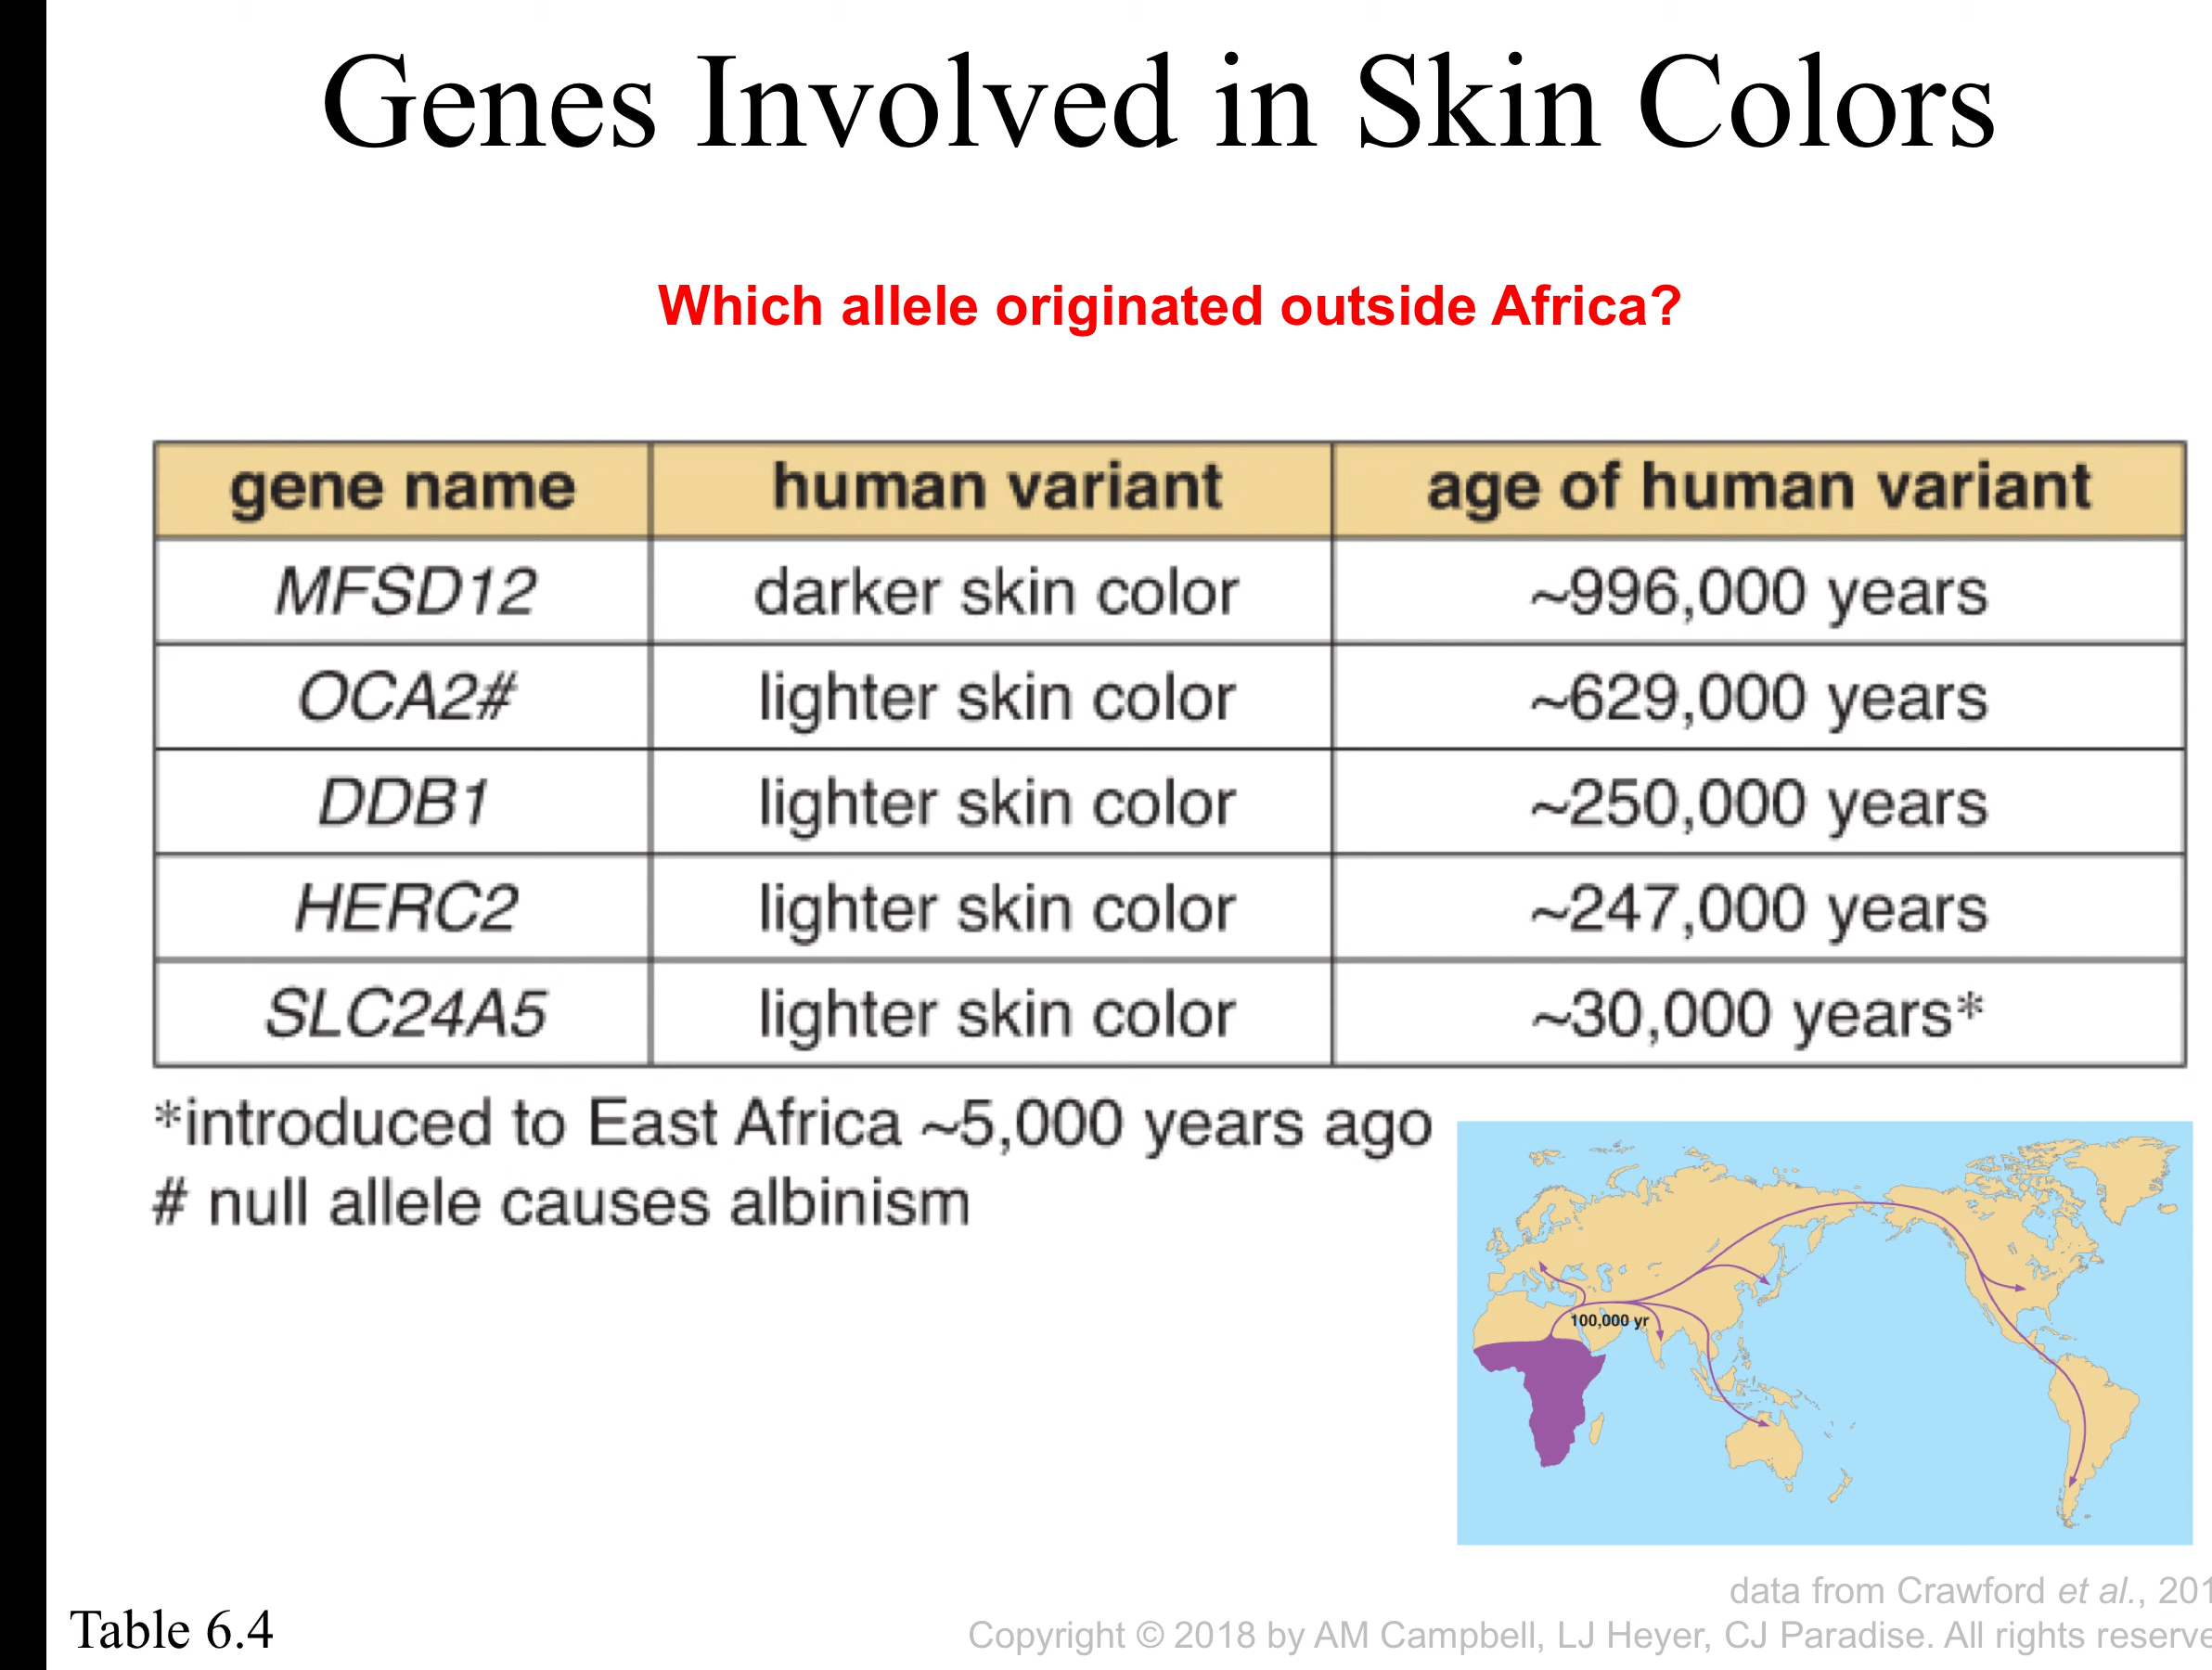 Genes Involved in Skin Colors
Which allele originated outside Africa?
gene name human variant age of human variant
MFSD12 darker skin color ~996,000 years
OCA2# lighter skin color ~629,000 years
DDB1 lighter skin color ~250,000 years
HERC2 lighter skin color ~247,000 years
SLC24A5 lighter skin color ~30,000 years*
*introduced to East Africa ~5,000 years ago
# null allele causes albinism
100,000 yr
data from Crawford et al.,
Table 6.4
Copyright © 2018 by AM Campbell, LJ Heyer, CJ Paradise. All rights